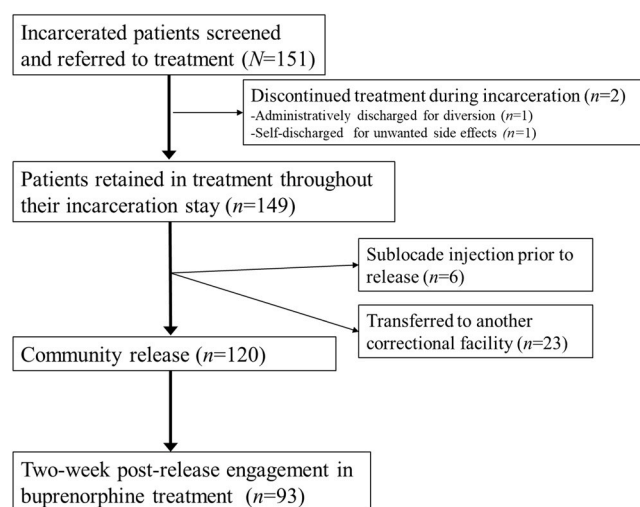 Incarcerated patients screened
and referred to treatment (N=151)
Discontinued treatment during incarceration (n=2)
-Administratively discharged for diversion (n=1)
-Self-discharged for unwanted side effects (n=1)
Patients retained in treatment throughout
their incarceration stay (n=149)
Sublocade injection prior to
release (n=6)
Transferred to another
correctional facility (n=23)
Community release (n=120)
Two-week post-release engagement in
buprenorphine treatment (n=93)